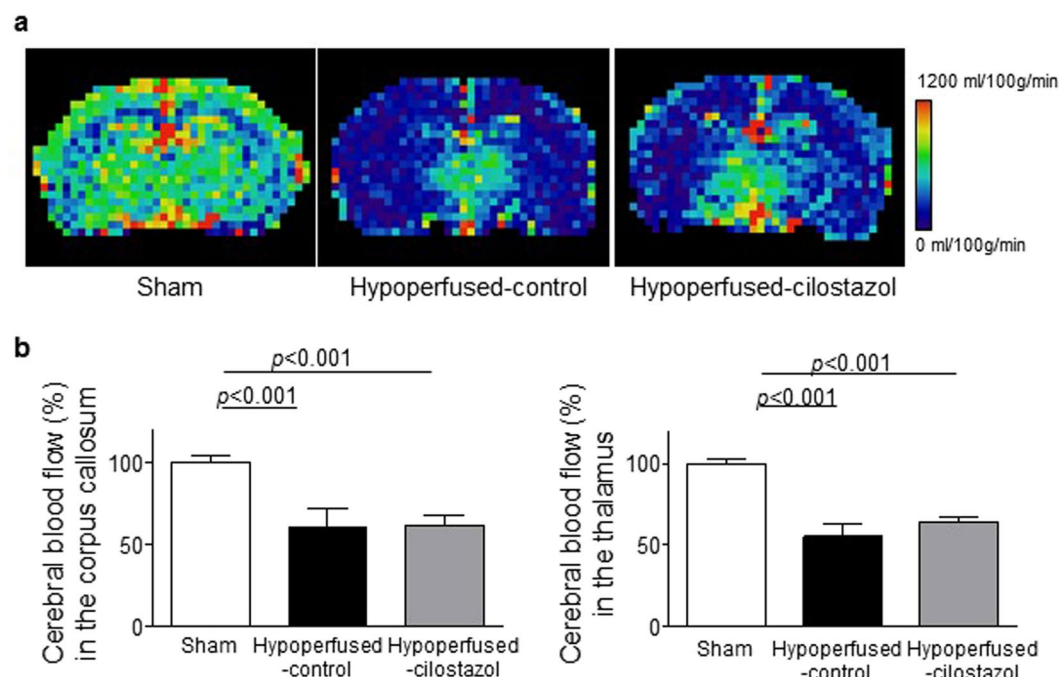 a
1200 ml/100g/min
0 ml/100g/min
Sham
Hypoperfused-control
Hypoperfused-cilostazol
b
Cerebral blood flow (%)
in the corpus callosum
p<0.001
p<0.001
100
50
0
Sham
Hypoperfused
-control
Hypoperfused
-cilostazol
Cerebral blood flow (%)
in the thalamus
p<0.001
p<0.001
100
50
0
Sham
Hypoperfused
-control
Hypoperfused
-cilostazol